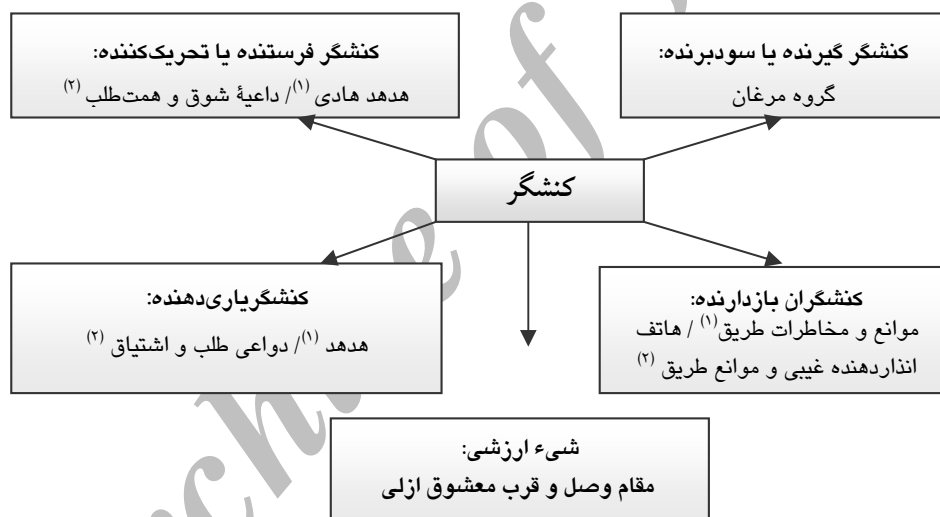 کنشگر گیرنده یا سودبرنده:
گروه مرغان
کنشگر فرستنده یا تحریک‌کننده:
هدهد هادی (۱)/ داعیهٔ شوق و همت‌طلب (۲)
کنشگر
کنشگران بازدارنده:
موانع و مخاطرات طریق(۱) / هاتف
انذاردهنده غیبی و موانع طریق (۲)
کنشگریاری‌دهنده:
هدهد (۱)/ دواعی طلب و اشتیاق (۲)
شیء ارزشی:
مقام وصل و قرب معشوق ازلی